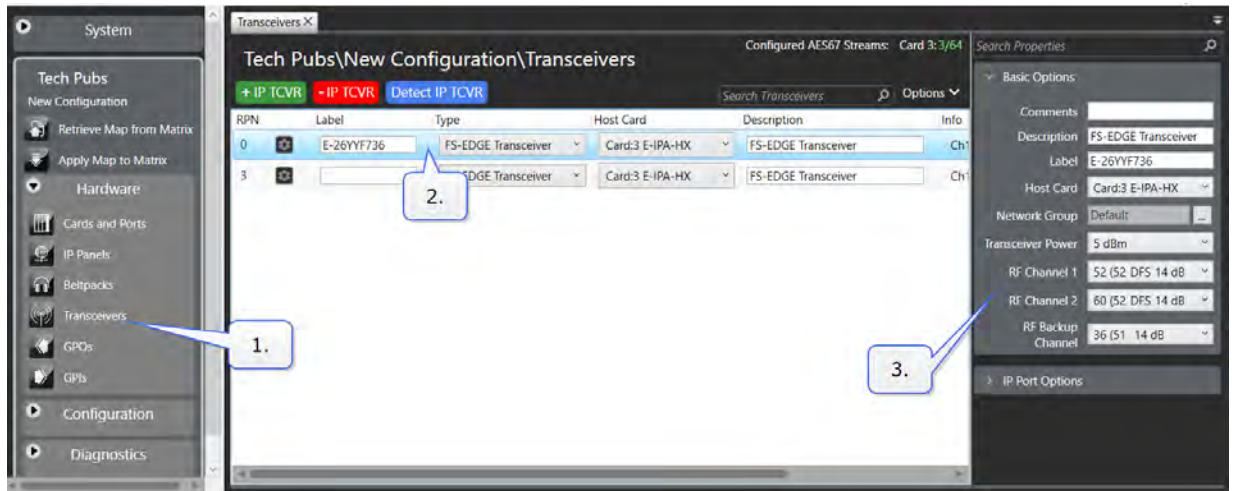 System
Tech Pubs
New Configuration
Retrieve Map from Matrix
Apply Map to Matrix
Hardware
Cards and Ports
IP Panels
Beltpacks
Transceivers
GPOs
GPIs
Configuration
Diagnostics
1.
Transceivers X
Tech Pubs\New Configuration\Transceivers
Configured AES67 Streams: Card 3:3/64
+ IP TCVR - IP TCVR Detect IP TCVR Search Transceivers Options
RPN Label Type Host Card Description Info
0 E-26YYF736 FS-EDGE Transceiver Card:3 E-IPA-HX FS-EDGE Transceiver Ch1
3 EDGE Transceiver Card:3 E-IPA-HX FS-EDGE Transceiver Ch1
2.
3.
Search Properties
Basic Options
Comments
Description FS-EDGE Transceiver
Label E-26YYF736
Host Card Card:3 E-IPA-HX
Network Group Default ...
Transceiver Power 5 dBm
RF Channel 1 52 (52 DFS 14 dB
RF Channel 2 60 (52 DFS 14 dB
RF Backup
Channel 36 (51 14 dB
IP Port Options